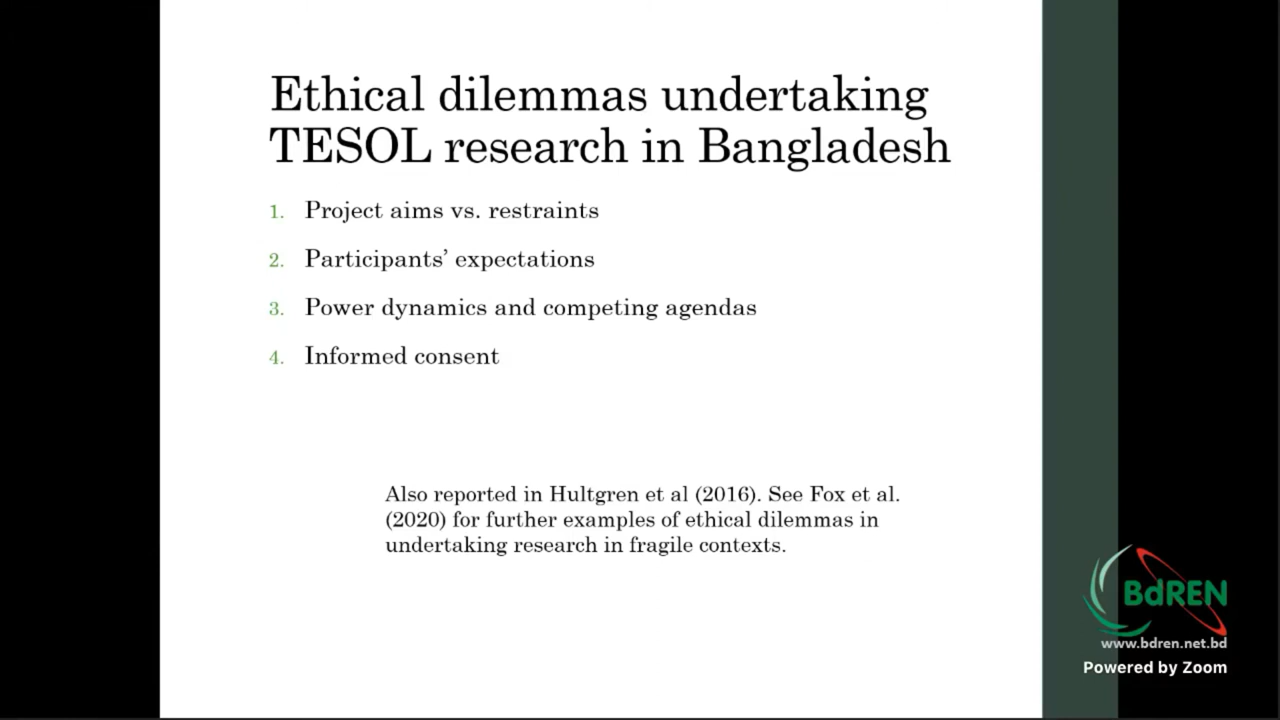 Ethical dilemmas undertaking
TESOL research in Bangladesh
1. Project aims vs. restraints
2. Participants’ expectations
3. Power dynamics and competing agendas
4. Informed consent
Also reported in Hultgren et al (2016). See Fox et al.
(2020) for further examples of ethical dilemmas in
undertaking research in fragile contexts.
BdREN
www.bdren.net.bd
Powered by Zoom